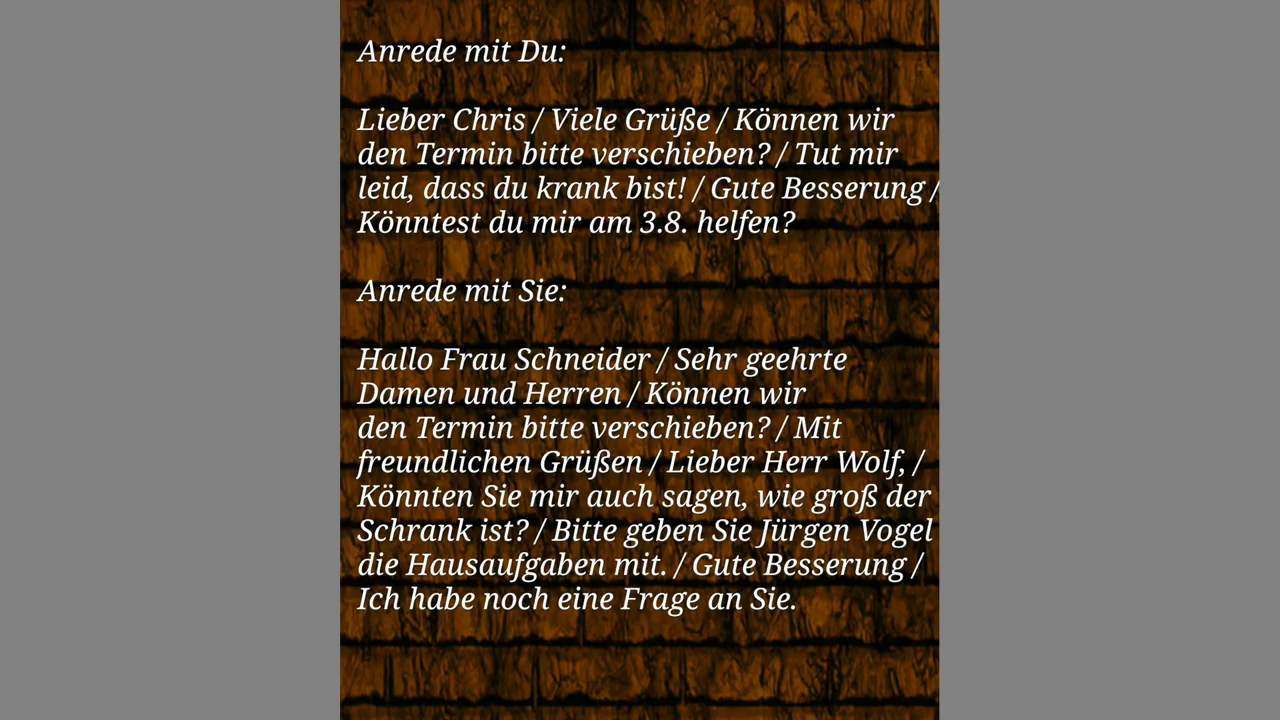 Anrede mit Du:
Lieber Chris / Viele Grüße / Können wir
den Termin bitte verschieben? / Tut mir
leid, dass du krank bist! / Gute Besserung /
Könntest du mir am 3.8. helfen?
Anrede mit Sie:
Hallo Frau Schneider / Sehr geehrte
Damen und Herren / Können wir
den Termin bitte verschieben? / Mit
freundlichen Grüßen / Lieber Herr Wolf, /
Könnten Sie mir auch sagen, wie groß der
Schrank ist? / Bitte geben Sie Jürgen Vogel
die Hausaufgaben mit. / Gute Besserung /
Ich habe noch eine Frage an Sie.